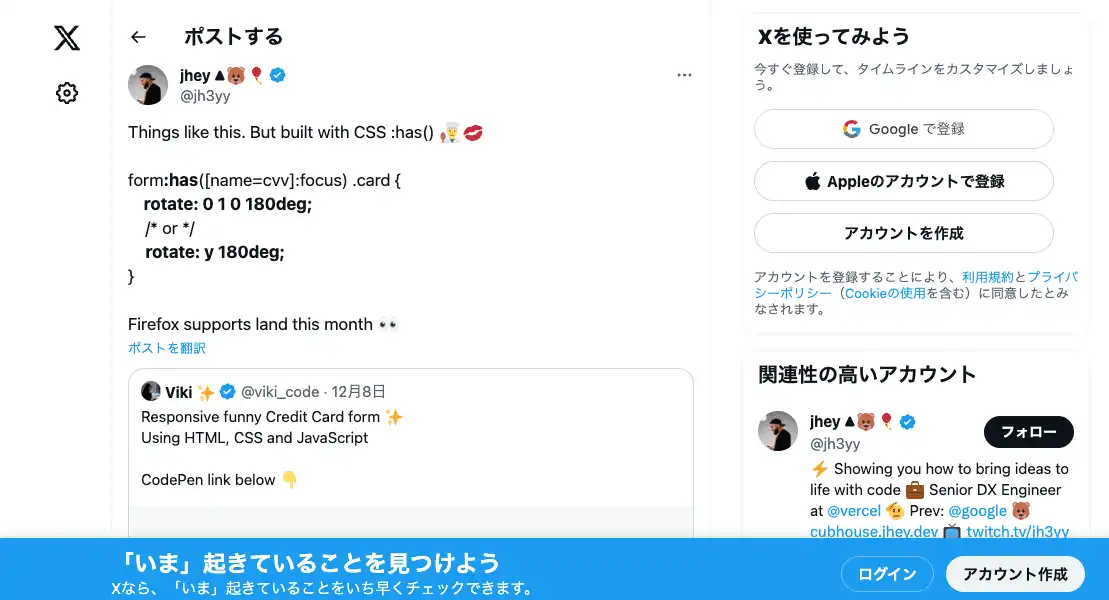 ポストする
jhey
@jh3yy
Things like this. But built with CSS :has()
form:has([name=cvv]:focus) .card {
rotate: 0 1 0 180deg;
/* or */
rotate: y 180deg;
}
Firefox supports land this month 👀
ポストを翻訳
Viki ✨ @viki_code · 12月8日
Responsive funny Credit Card form ✨
Using HTML, CSS and JavaScript
CodePen link below 👇
Xを使ってみよう
今すぐ登録して、タイムラインをカスタマイズしましょ
う。
Google で登録
Appleのアカウントで登録
アカウントを作成
アカウントを登録することにより、利用規約とプライバ
シーポリシー（Cookieの使用を含む）に同意したとみ
なされます。
関連性の高いアカウント
jhey
@jh3yy
フォロー
⚡ Showing you how to bring ideas to
life with code 💼 Senior DX Engineer
at @vercel 🫡 Prev: @google 🐻
cubhouse.jhey.dev 📺 twitch.tv/jh3yy
「いま」起きていることを見つけよう
Xなら、「いま」起きていることをいち早くチェックできます。
ログイン
アカウント作成